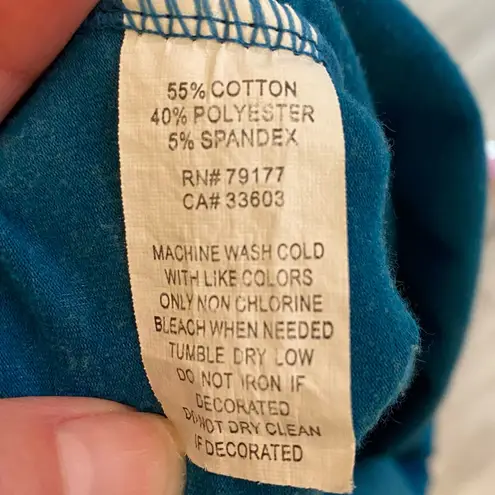 55% COTTON
40% POLYESTER
5% SPANDEX
RN# 79177
CA# 33603
MACHINE WASH COLD
WITH LIKE COLORS
ONLY NON CHLORINE
BLEACH WHEN NEEDED
TUMBLE DRY LOW
DO NOT IRON IF
DECORATED
DO NOT DRY CLEAN
IF DECORATED